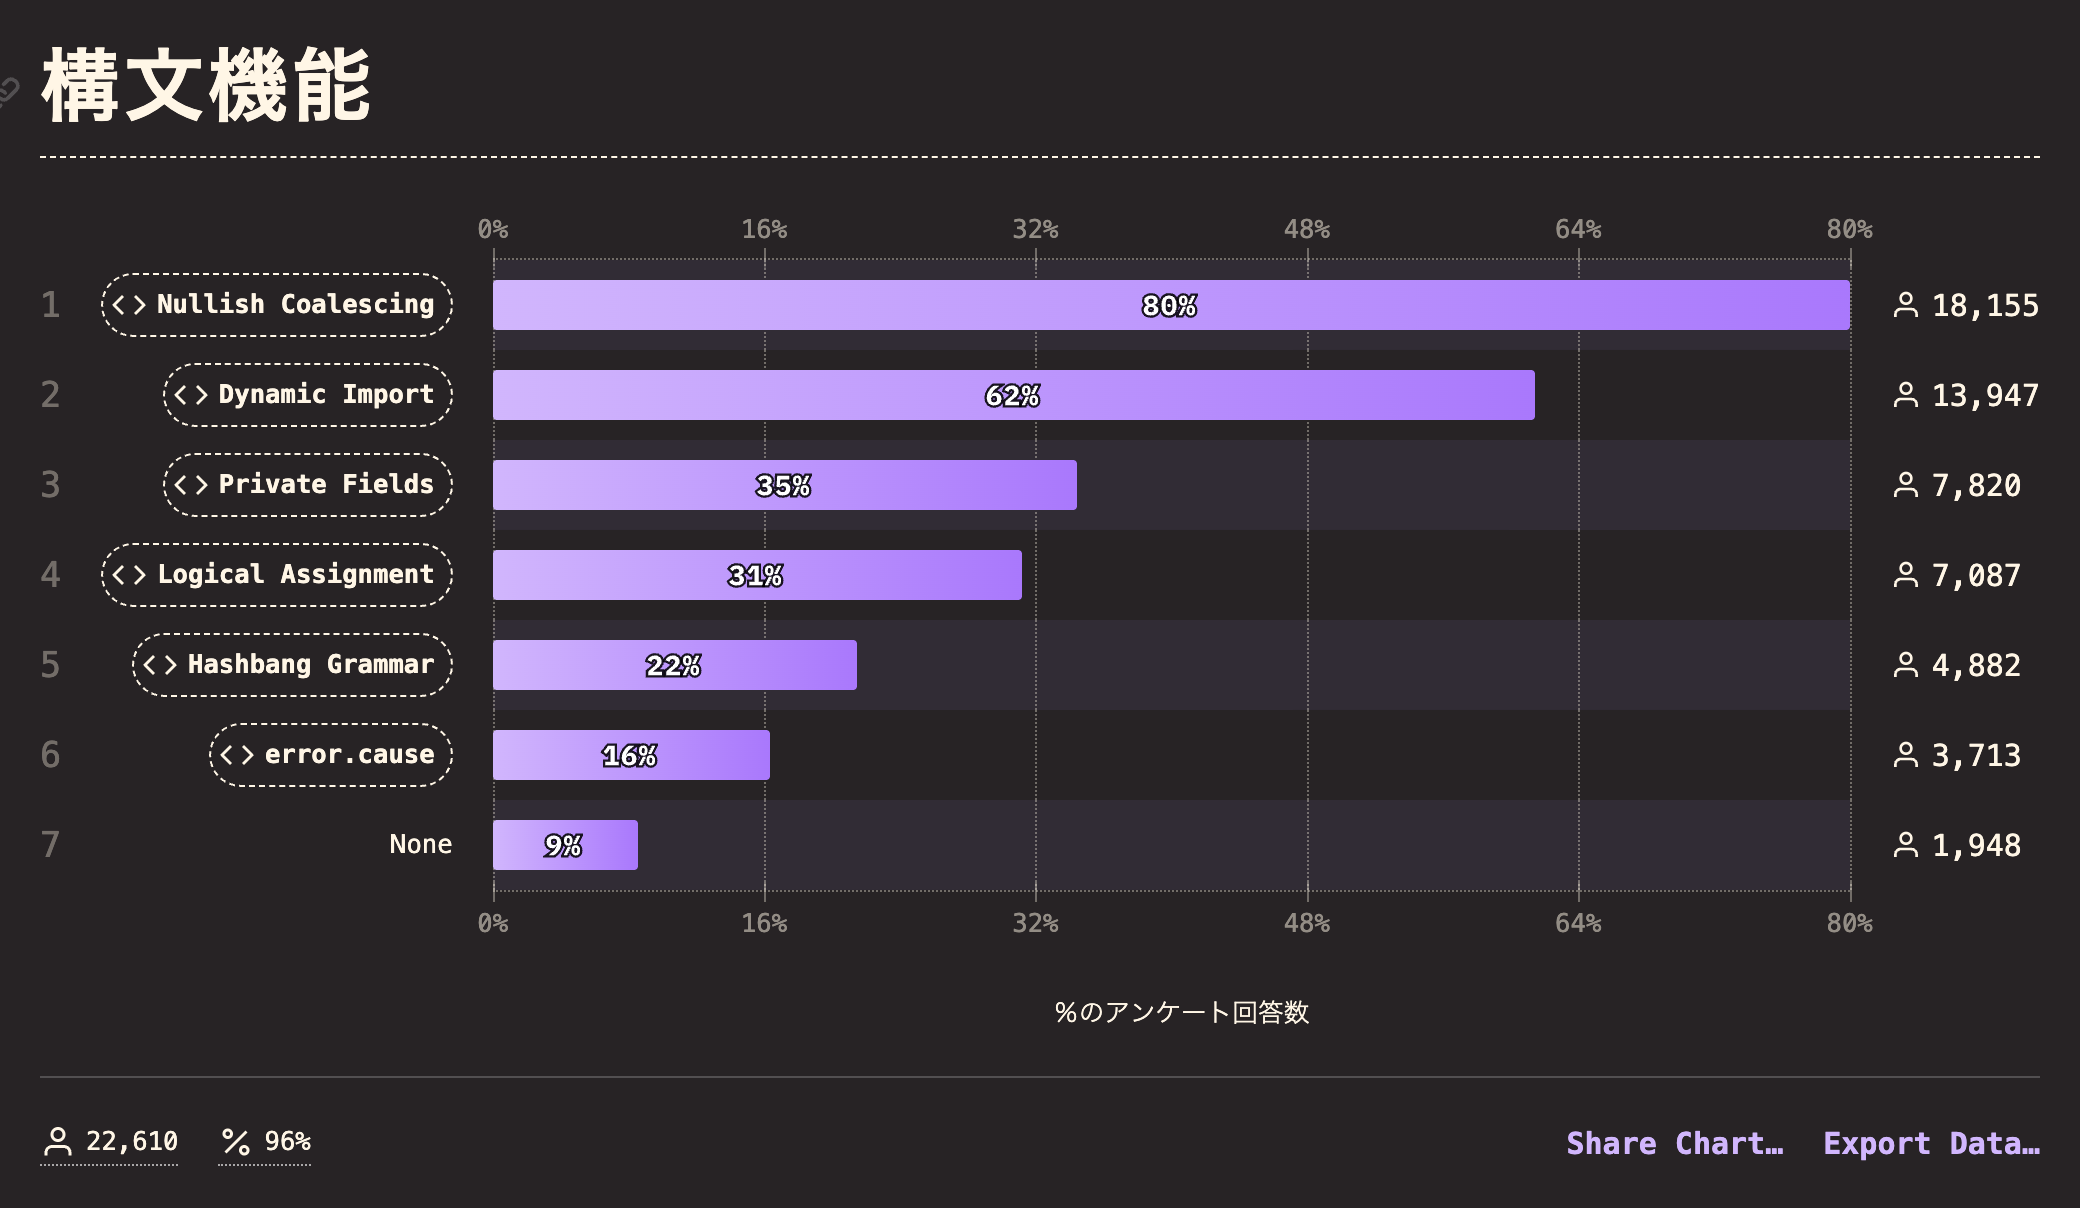 構文機能
0% 16% 32% 48% 64% 80%
1 <> Nullish Coalescing 80% 18,155
2 <> Dynamic Import 62% 13,947
3 <> Private Fields 35% 7,820
4 <> Logical Assignment 31% 7,087
5 <> Hashbang Grammar 22% 4,882
6 <> error.cause 16% 3,713
7 None 9% 1,948
0% 16% 32% 48% 64% 80%
%のアンケート回答数
22,610 % 96% Share Chart… Export Data…